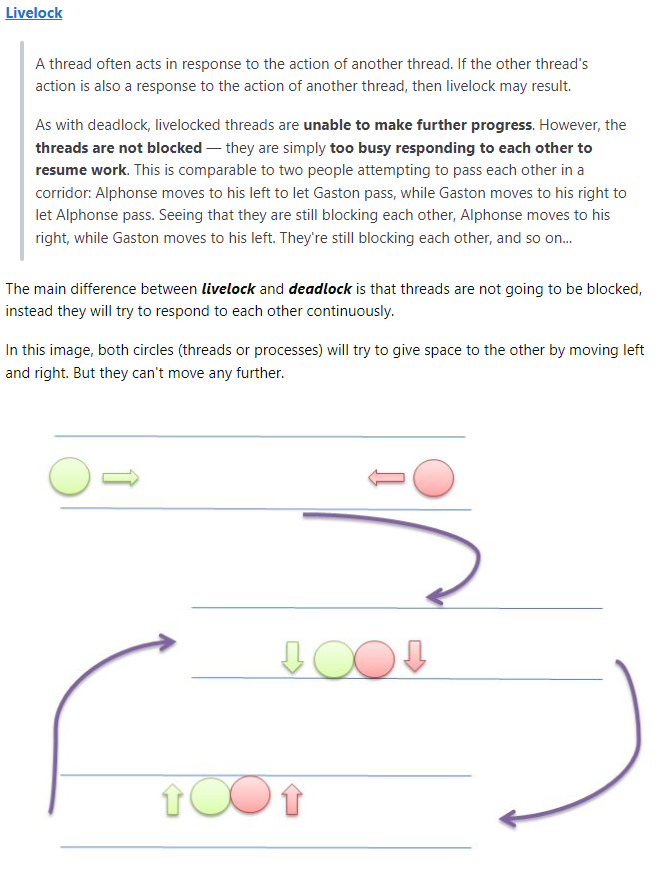 Livelock
A thread often acts in response to the action of another thread. If the other thread's
action is also a response to the action of another thread, then livelock may result.
As with deadlock, livelocked threads are unable to make further progress. However, the
threads are not blocked — they are simply too busy responding to each other to
resume work. This is comparable to two people attempting to pass each other in a
corridor: Alphonse moves to his left to let Gaston pass, while Gaston moves to his right to
let Alphonse pass. Seeing that they are still blocking each other, Alphonse moves to his
right, while Gaston moves to his left. They're still blocking each other, and so on...
The main difference between livelock and deadlock is that threads are not going to be blocked,
instead they will try to respond to each other continuously.
In this image, both circles (threads or processes) will try to give space to the other by moving left
and right. But they can't move any further.